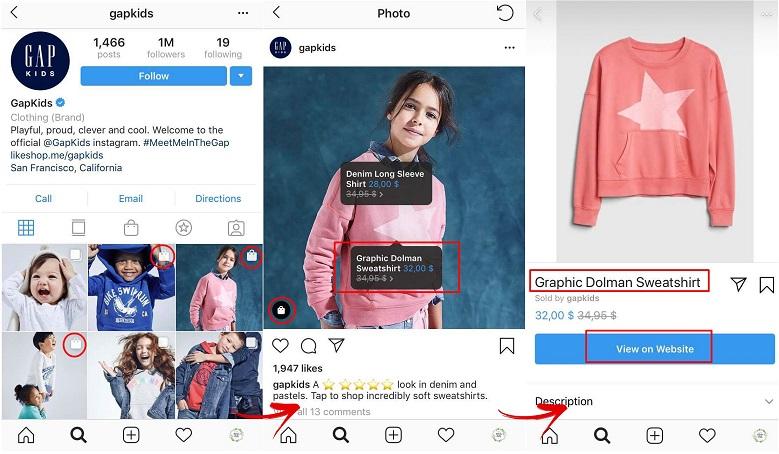 gapkids
GAP
KIDS
1,466
1M
19
posts
followers
following
Follow
GapKids
Clothing (Brand)
Playful, proud, clever and cool. Welcome to the
official @GapKids instagram. #MeetMeInTheGap
likeshop.me/gapkids
San Francisco, California
Call
Email
Directions
Photo
GAP
KIDS
gapkids
Denim Long Sleeve
Shirt 28,00 $
34,95 $ >
Graphic Dolman
Sweatshirt 32,00 $
34,95 $ >
1,947 likes
gapkids A ⭐⭐⭐⭐⭐ look in denim and
pastels. Tap to shop incredibly soft sweatshirts.
all 13 comments
Graphic Dolman Sweatshirt
Sold by gapkids
32,00 $ 34,95 $
View on Website
Description